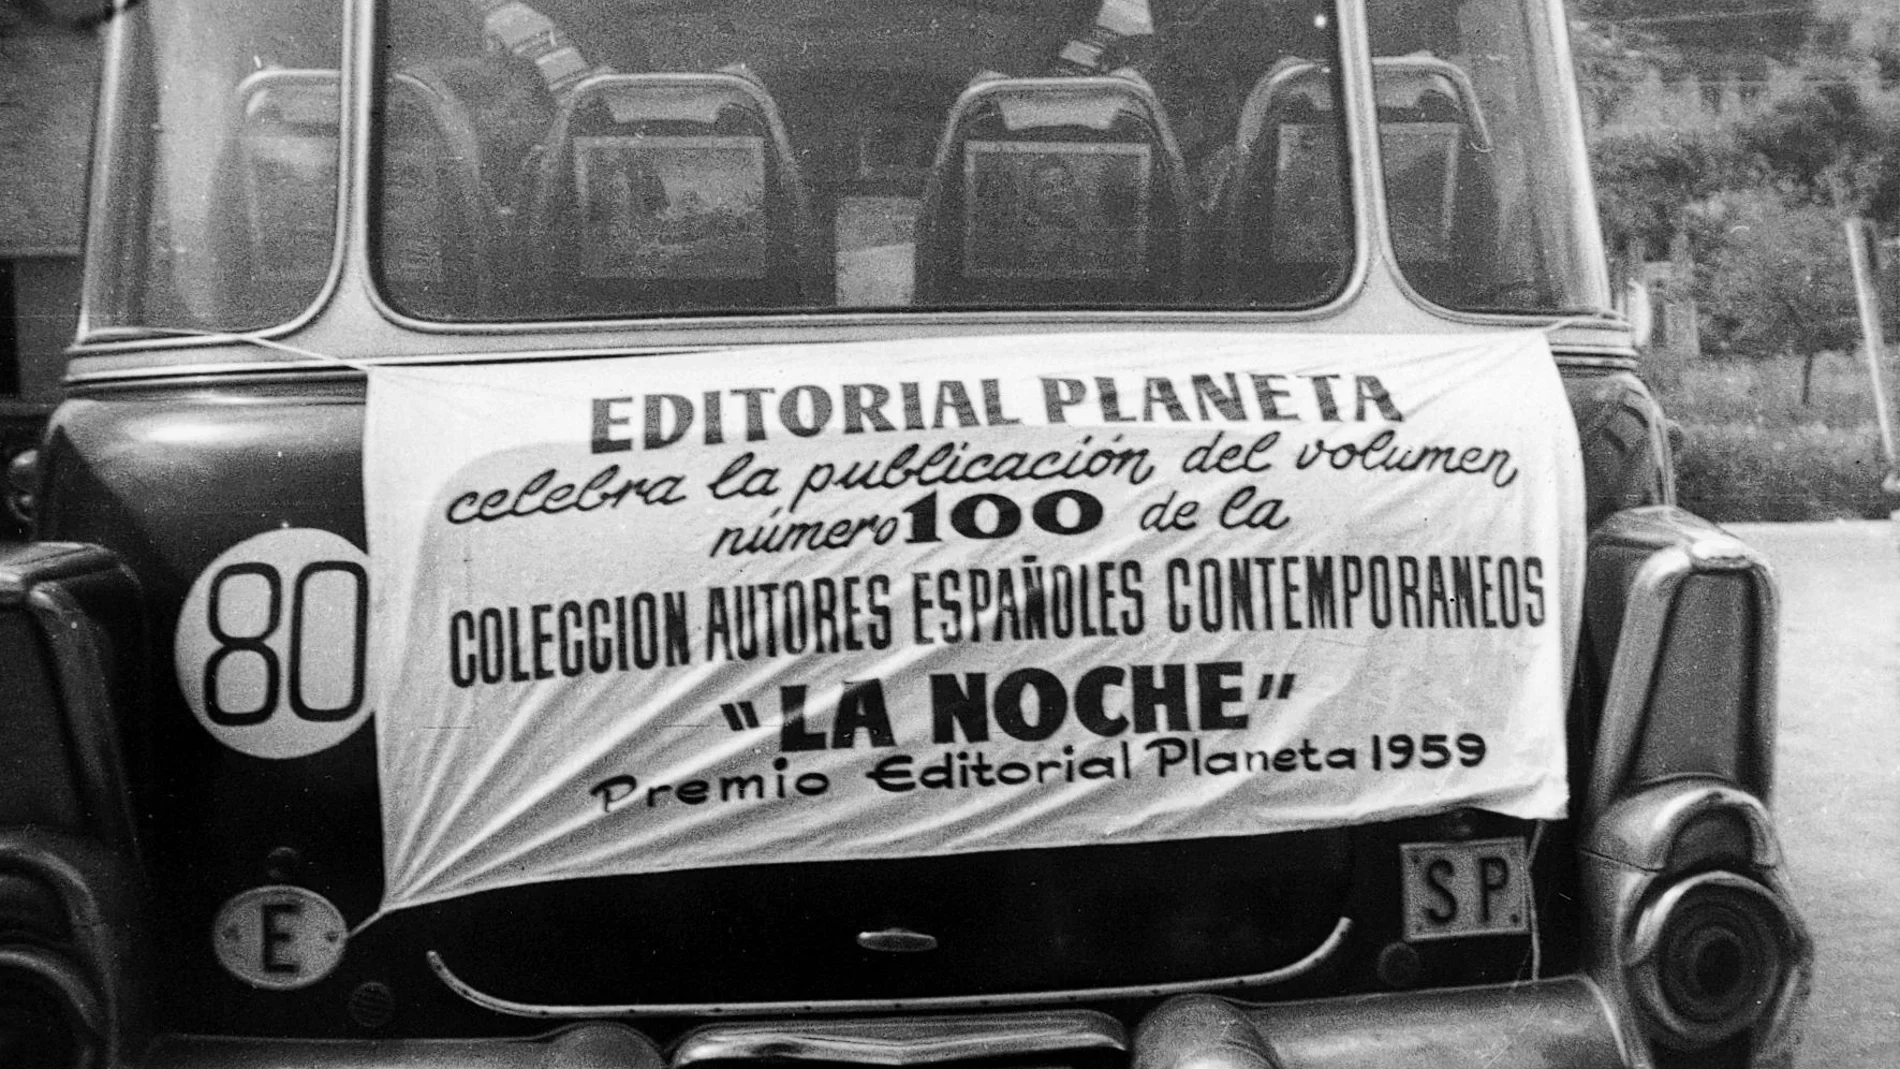 EDITORIAL PLANETA
celebra la publicación del volumen
número 100 de la
COLECCION AUTORES ESPAÑOLES CONTEMPORANEOS
"LA NOCHE"
Premio Editorial Planeta 1959
80
E
S P.